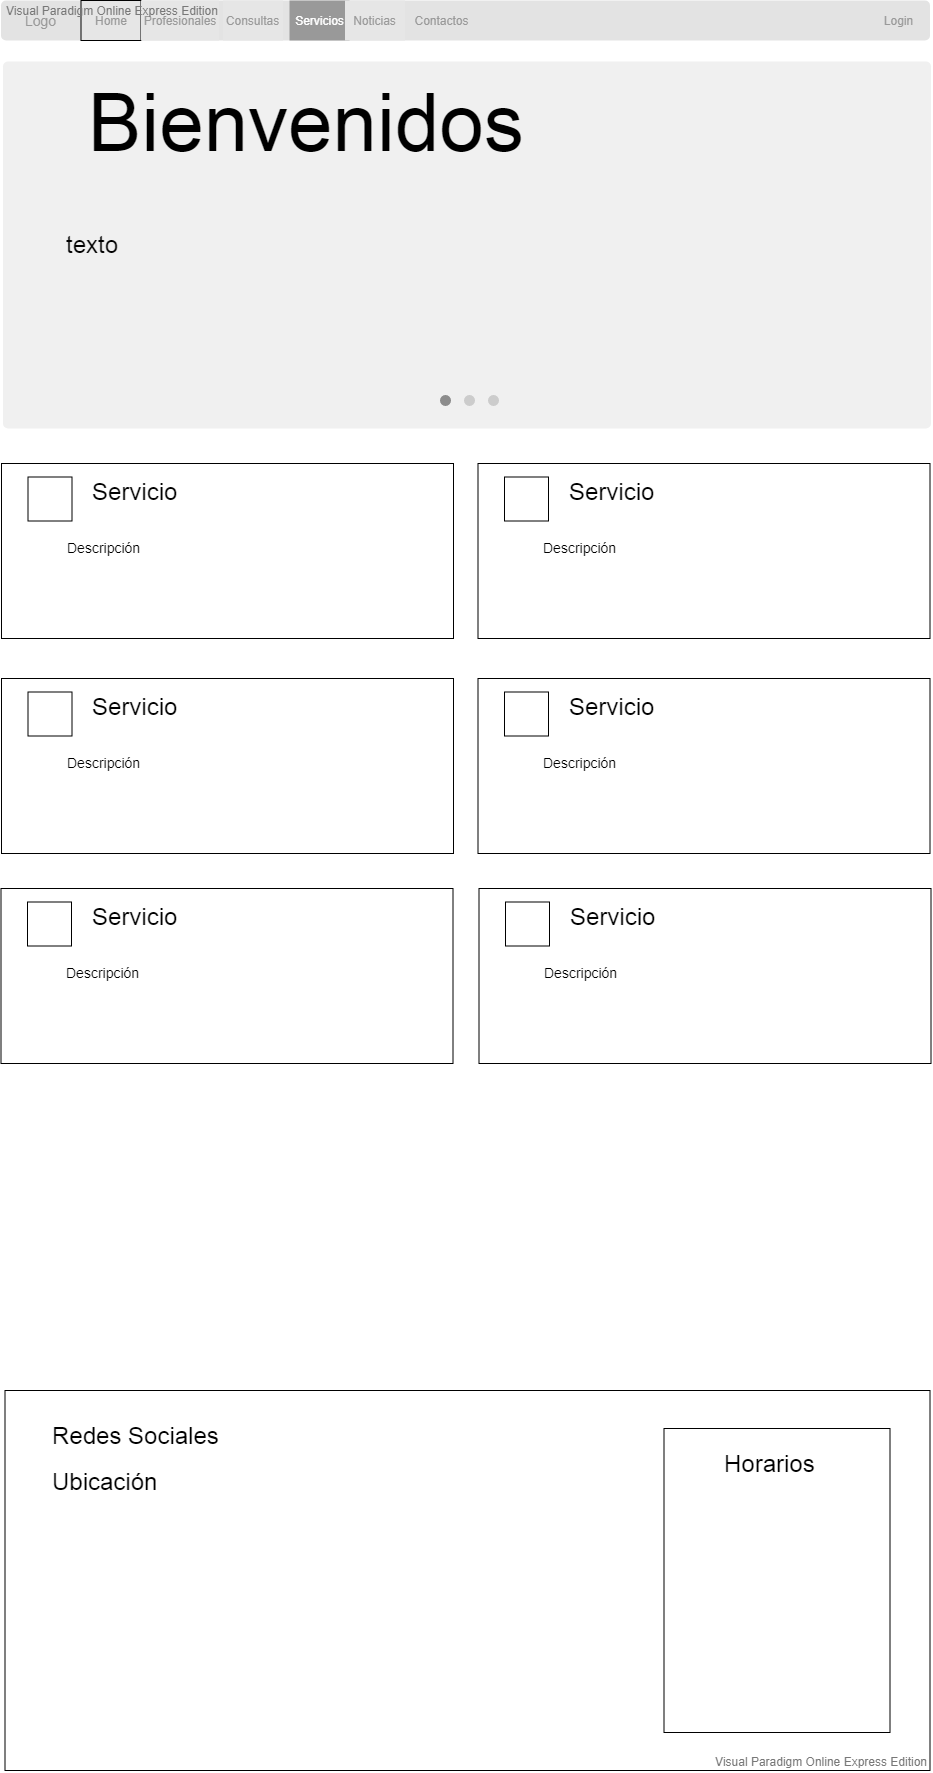 Visual Paradigm Online Express Edition
Logo Home Profesionales Consultas Servicios Noticias Contactos Login
Bienvenidos
texto
Servicio Servicio
Descripción Descripción
Servicio Servicio
Descripción Descripción
Servicio Servicio
Descripción Descripción
Redes Sociales
Horarios
Ubicación
Visual Paradigm Online Express Edition